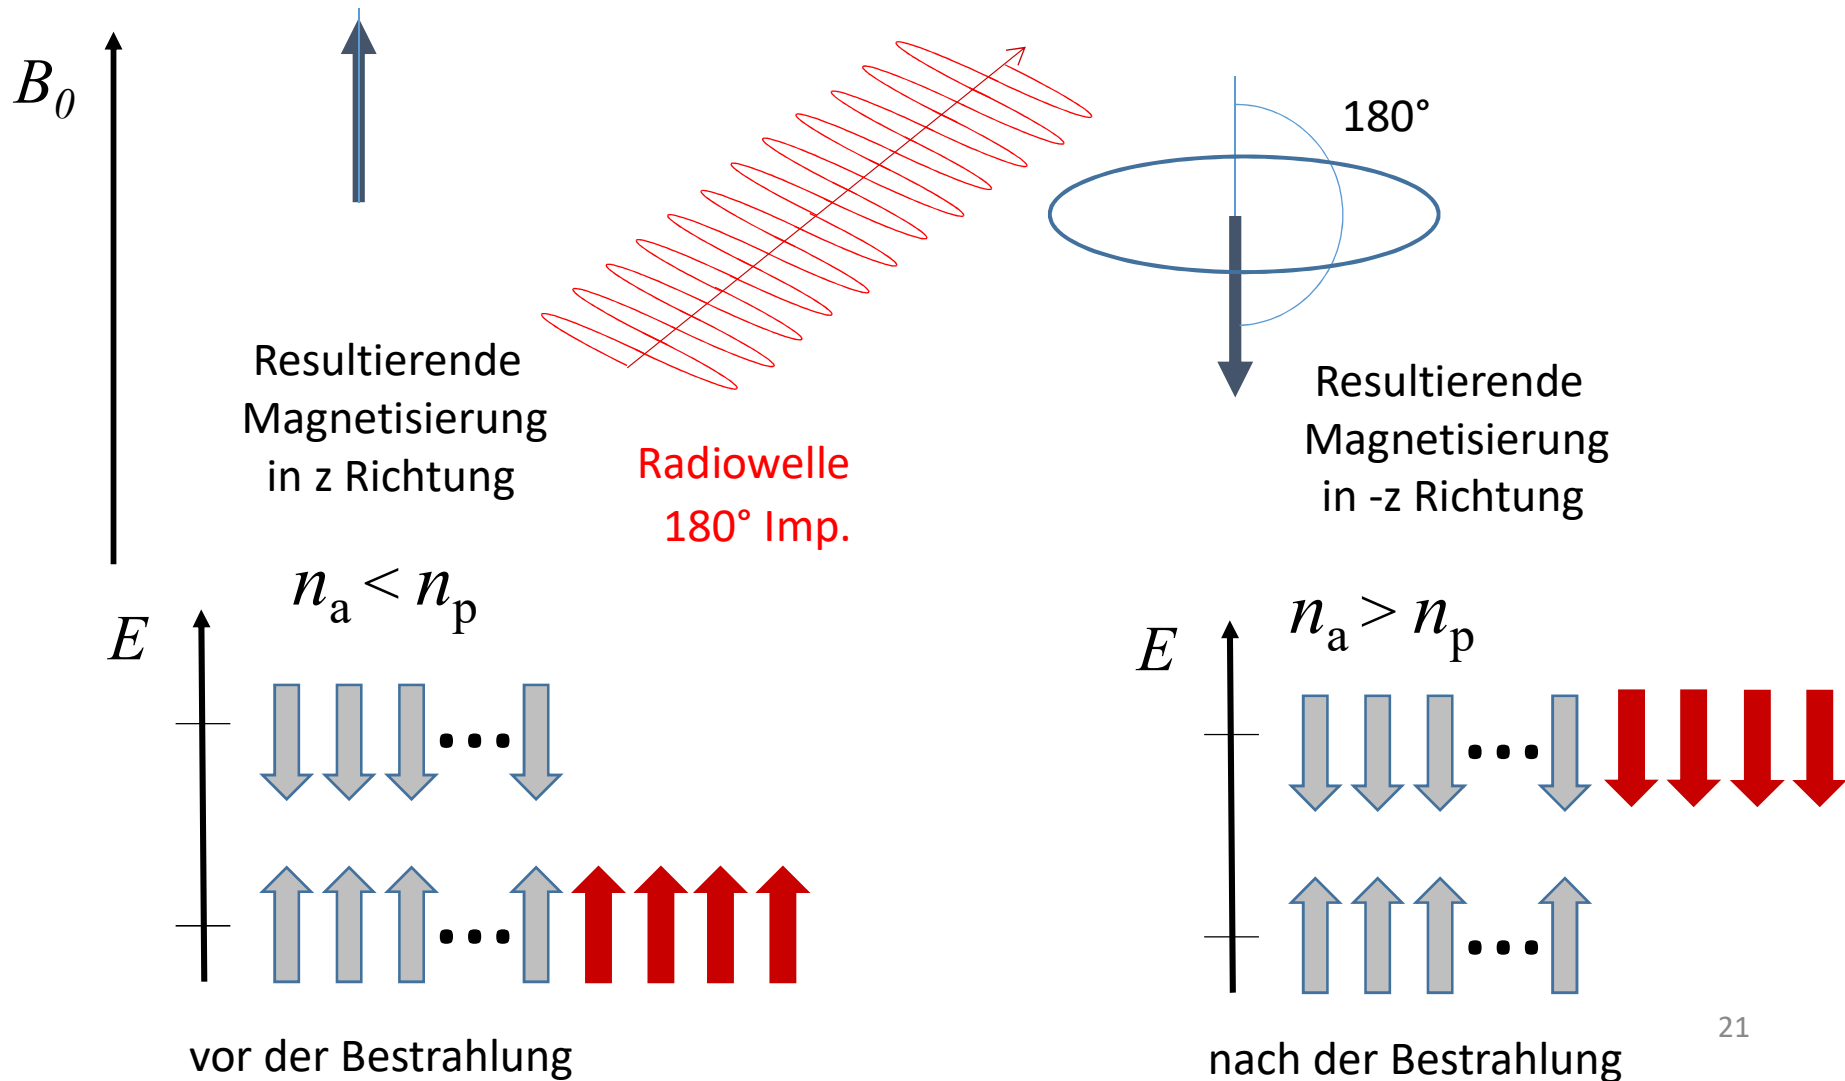 B0
Resultierende
Magnetisierung
in z Richtung
Radiowelle
180° Imp.
180°
Resultierende
Magnetisierung
in -z Richtung
na < np
E
vor der Bestrahlung
na > np
E
nach der Bestrahlung
21